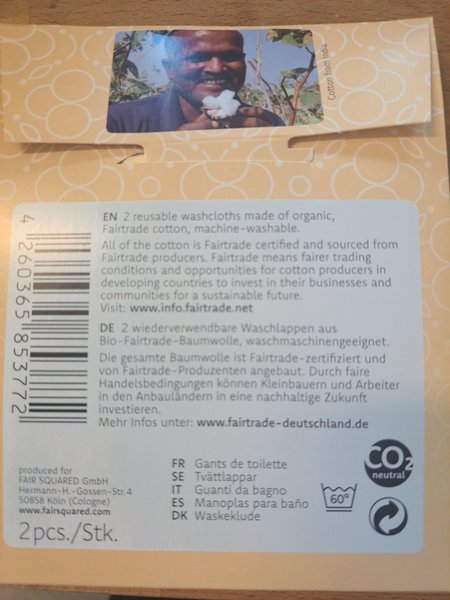 Cotton from India
EN 2 reusable washcloths made of organic,
Fairtrade cotton, machine-washable.
All of the cotton is Fairtrade certified and sourced from
Fairtrade producers. Fairtrade means fairer trading
conditions and opportunities for cotton producers in
developing countries to invest in their businesses and
communities for a sustainable future.
Visit: www.info.fairtrade.net
DE 2 wiederverwendbare Waschlappen aus
Bio-Fairtrade-Baumwolle, waschmaschinengeeignet.
Die gesamte Baumwolle ist Fairtrade-zertifiziert und
von Fairtrade-Produzenten angebaut. Durch faire
Handelsbedingungen können Kleinbauern und Arbeiter
in den Anbauländern in eine nachhaltige Zukunft
investieren.
Mehr Infos unter: www.fairtrade-deutschland.de
4 260365 853772
produced for
FAIR SQUARED GmbH
Hermann-H.-Gossen-Str. 4
50858 Köln (Cologne)
www.fairsquared.com
2pcs./Stk.
FR Gants de toilette
SE Tvättlappar
IT Guanti da bagno
ES Manoplas para baño
DK Waskeklude
60°
CO2
neutral